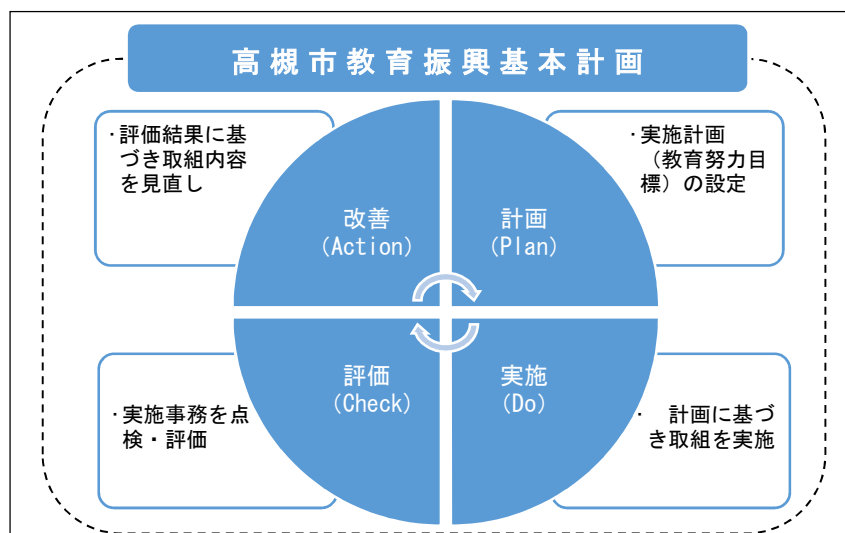 高槻市教育振興基本計画
・評価結果に基
づき取組内容
を見直し
・実施計画
（教育努力目
標）の設定
改善
(Action)
計画
(Plan)
評価
(Check)
実施
(Do)
・実施事務を点
検・評価
・　計画に基づ
き取組を実施